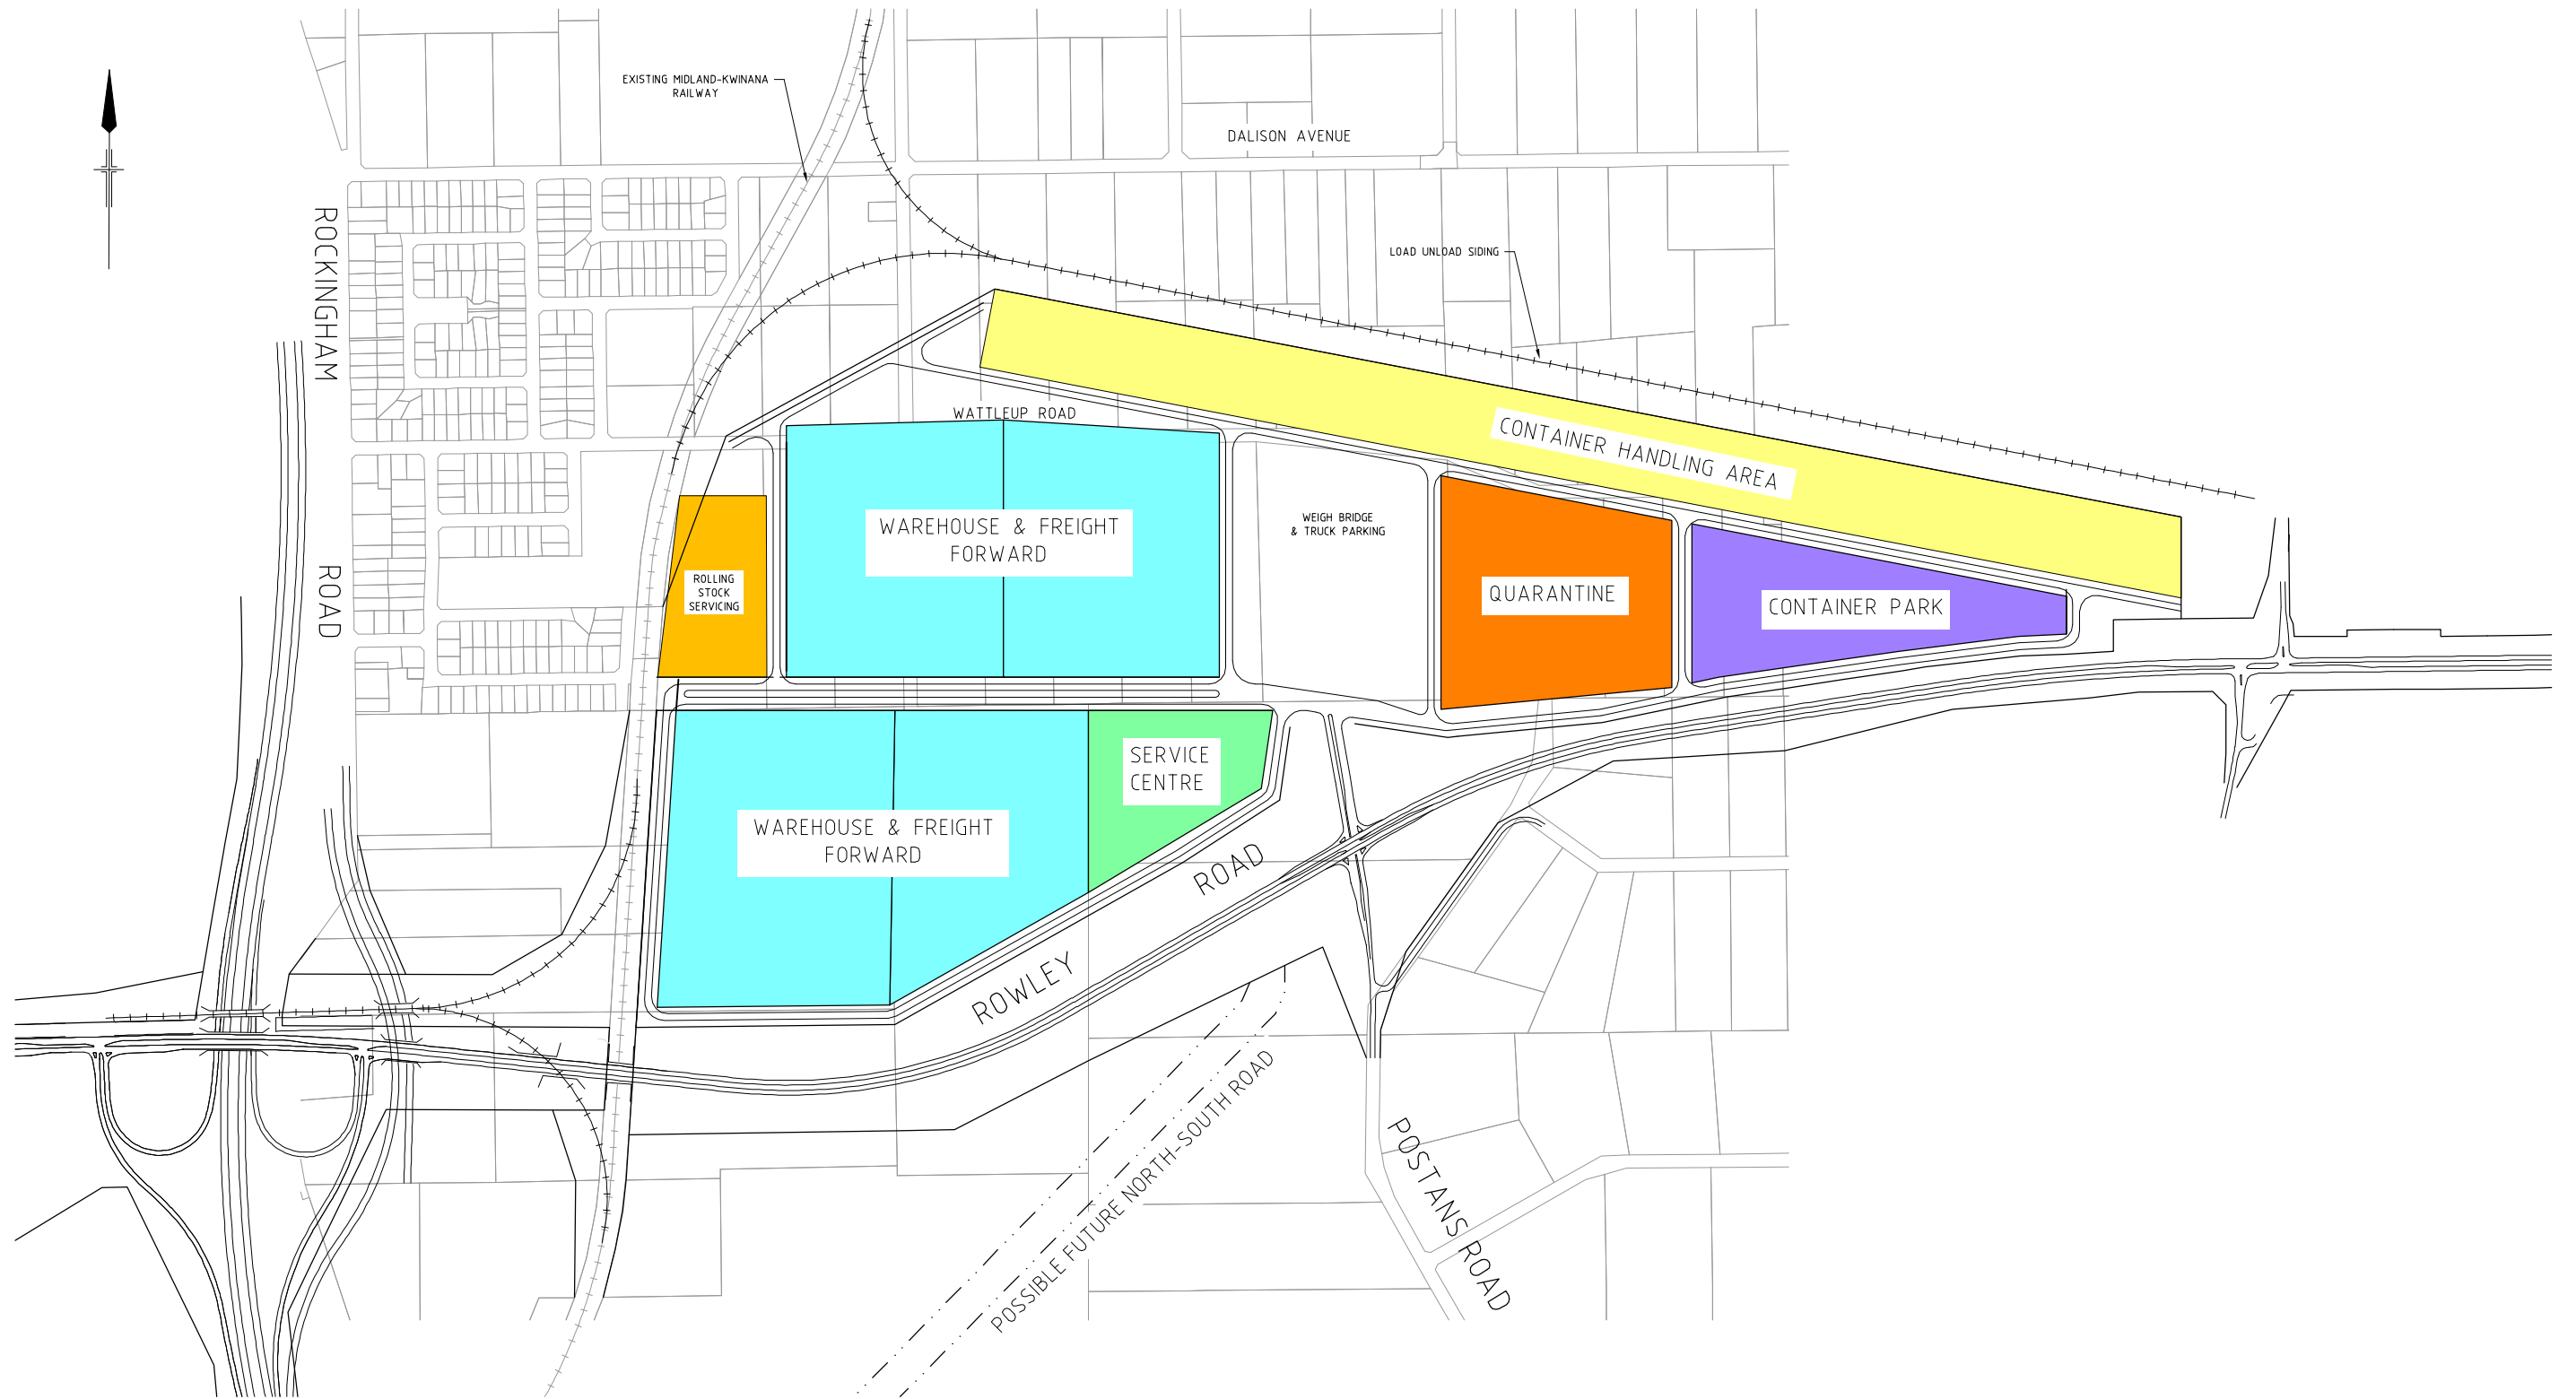 EXISTING MIDLAND-KWINANA
RAILWAY
DALISON AVENUE
ROCKINGHAM
ROAD
LOAD UNLOAD SIDING
WATTLEUP ROAD
CONTAINER HANDLING AREA
WAREHOUSE & FREIGHT
FORWARD
WEIGH BRIDGE
& TRUCK PARKING
ROLLING
STOCK
SERVICING
QUARANTINE
CONTAINER PARK
SERVICE
CENTRE
WAREHOUSE & FREIGHT
FORWARD
ROWLEY ROAD
POSSIBLE FUTURE NORTH-SOUTH ROAD
POSTANS ROAD